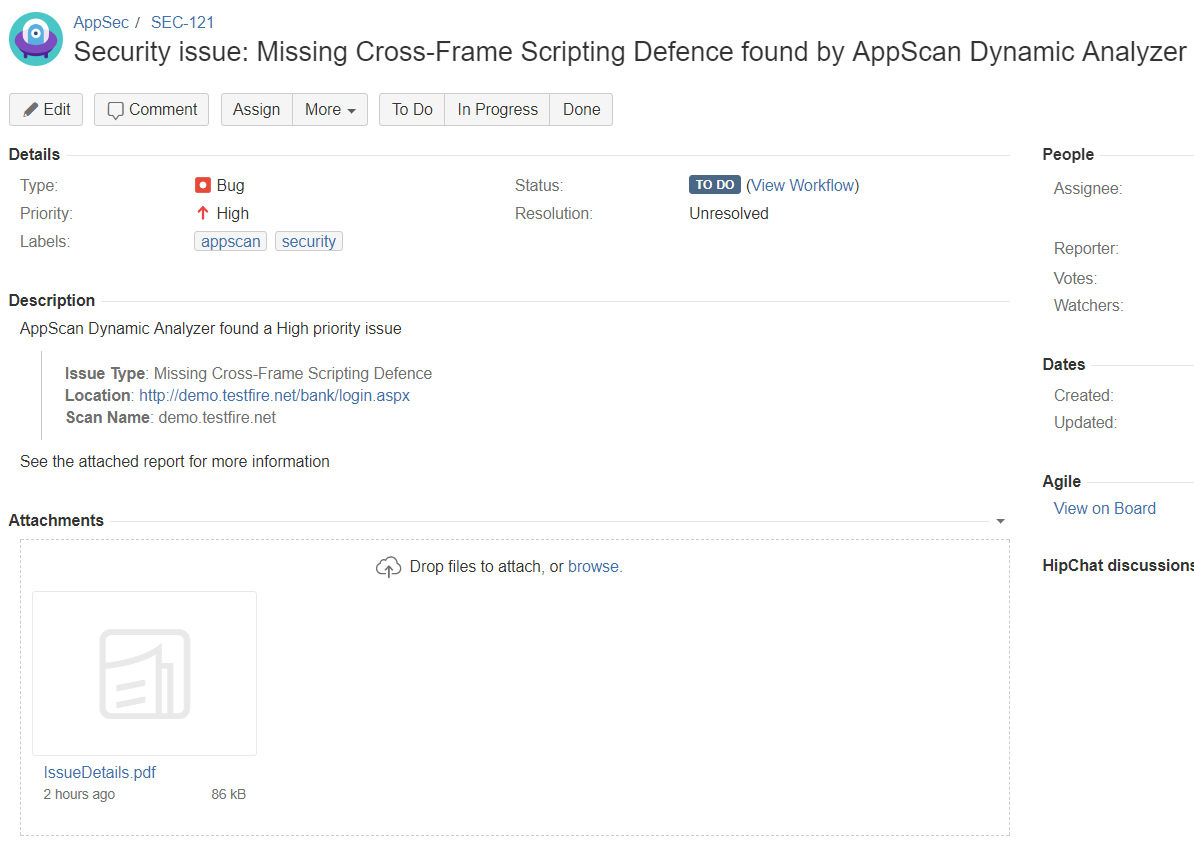 AppSec / SEC-121
Security issue: Missing Cross-Frame Scripting Defence found by AppScan Dynamic Analyzer
Edit Comment Assign More To Do In Progress Done
Details
Type: Bug Status: TO DO (View Workflow)
Priority: High Resolution: Unresolved
Labels: appscan security
Description
AppScan Dynamic Analyzer found a High priority issue
Issue Type: Missing Cross-Frame Scripting Defence
Location: http://demo.testfire.net/bank/login.aspx
Scan Name: demo.testfire.net
See the attached report for more information
Attachments
Drop files to attach, or browse.
IssueDetails.pdf
2 hours ago 86 kB
People
Assignee:
Reporter:
Votes:
Watchers:
Dates
Created:
Updated:
Agile
View on Board
HipChat discussions